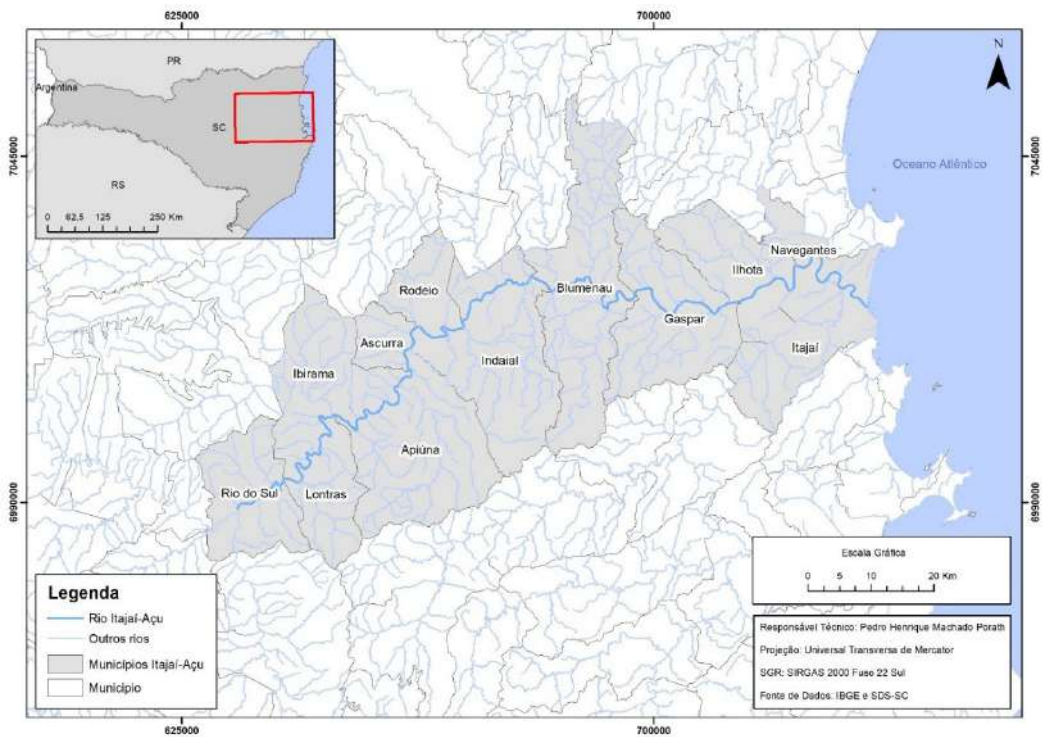 625000
700000
PR
Argentina
SC
RS
0 62,5 125 250 Km
N
7045000
7045000
Oceano Atlêntico
Navegantes
Ilhota
Rodeio
Blumenau
Gaspar
Ascurra
Itajaí
Indaial
Ibirama
Apiúna
Rio do Sul
Lontras
6990000
6990000
Escala Gráfica
0 5 10 20 Km
Legenda
Rio Itajaí-Açu
Outros rios
Municípios Itajaí-Açu
Município
Responsável Técnico: Pedro Henrique Machado Porath
Projeção: Universal Transversa de Mercator
SGR: SIRGAS 2000 Fuso 22 Sul
Fonte de Dados: IBGE e SDS-SC
625000
700000